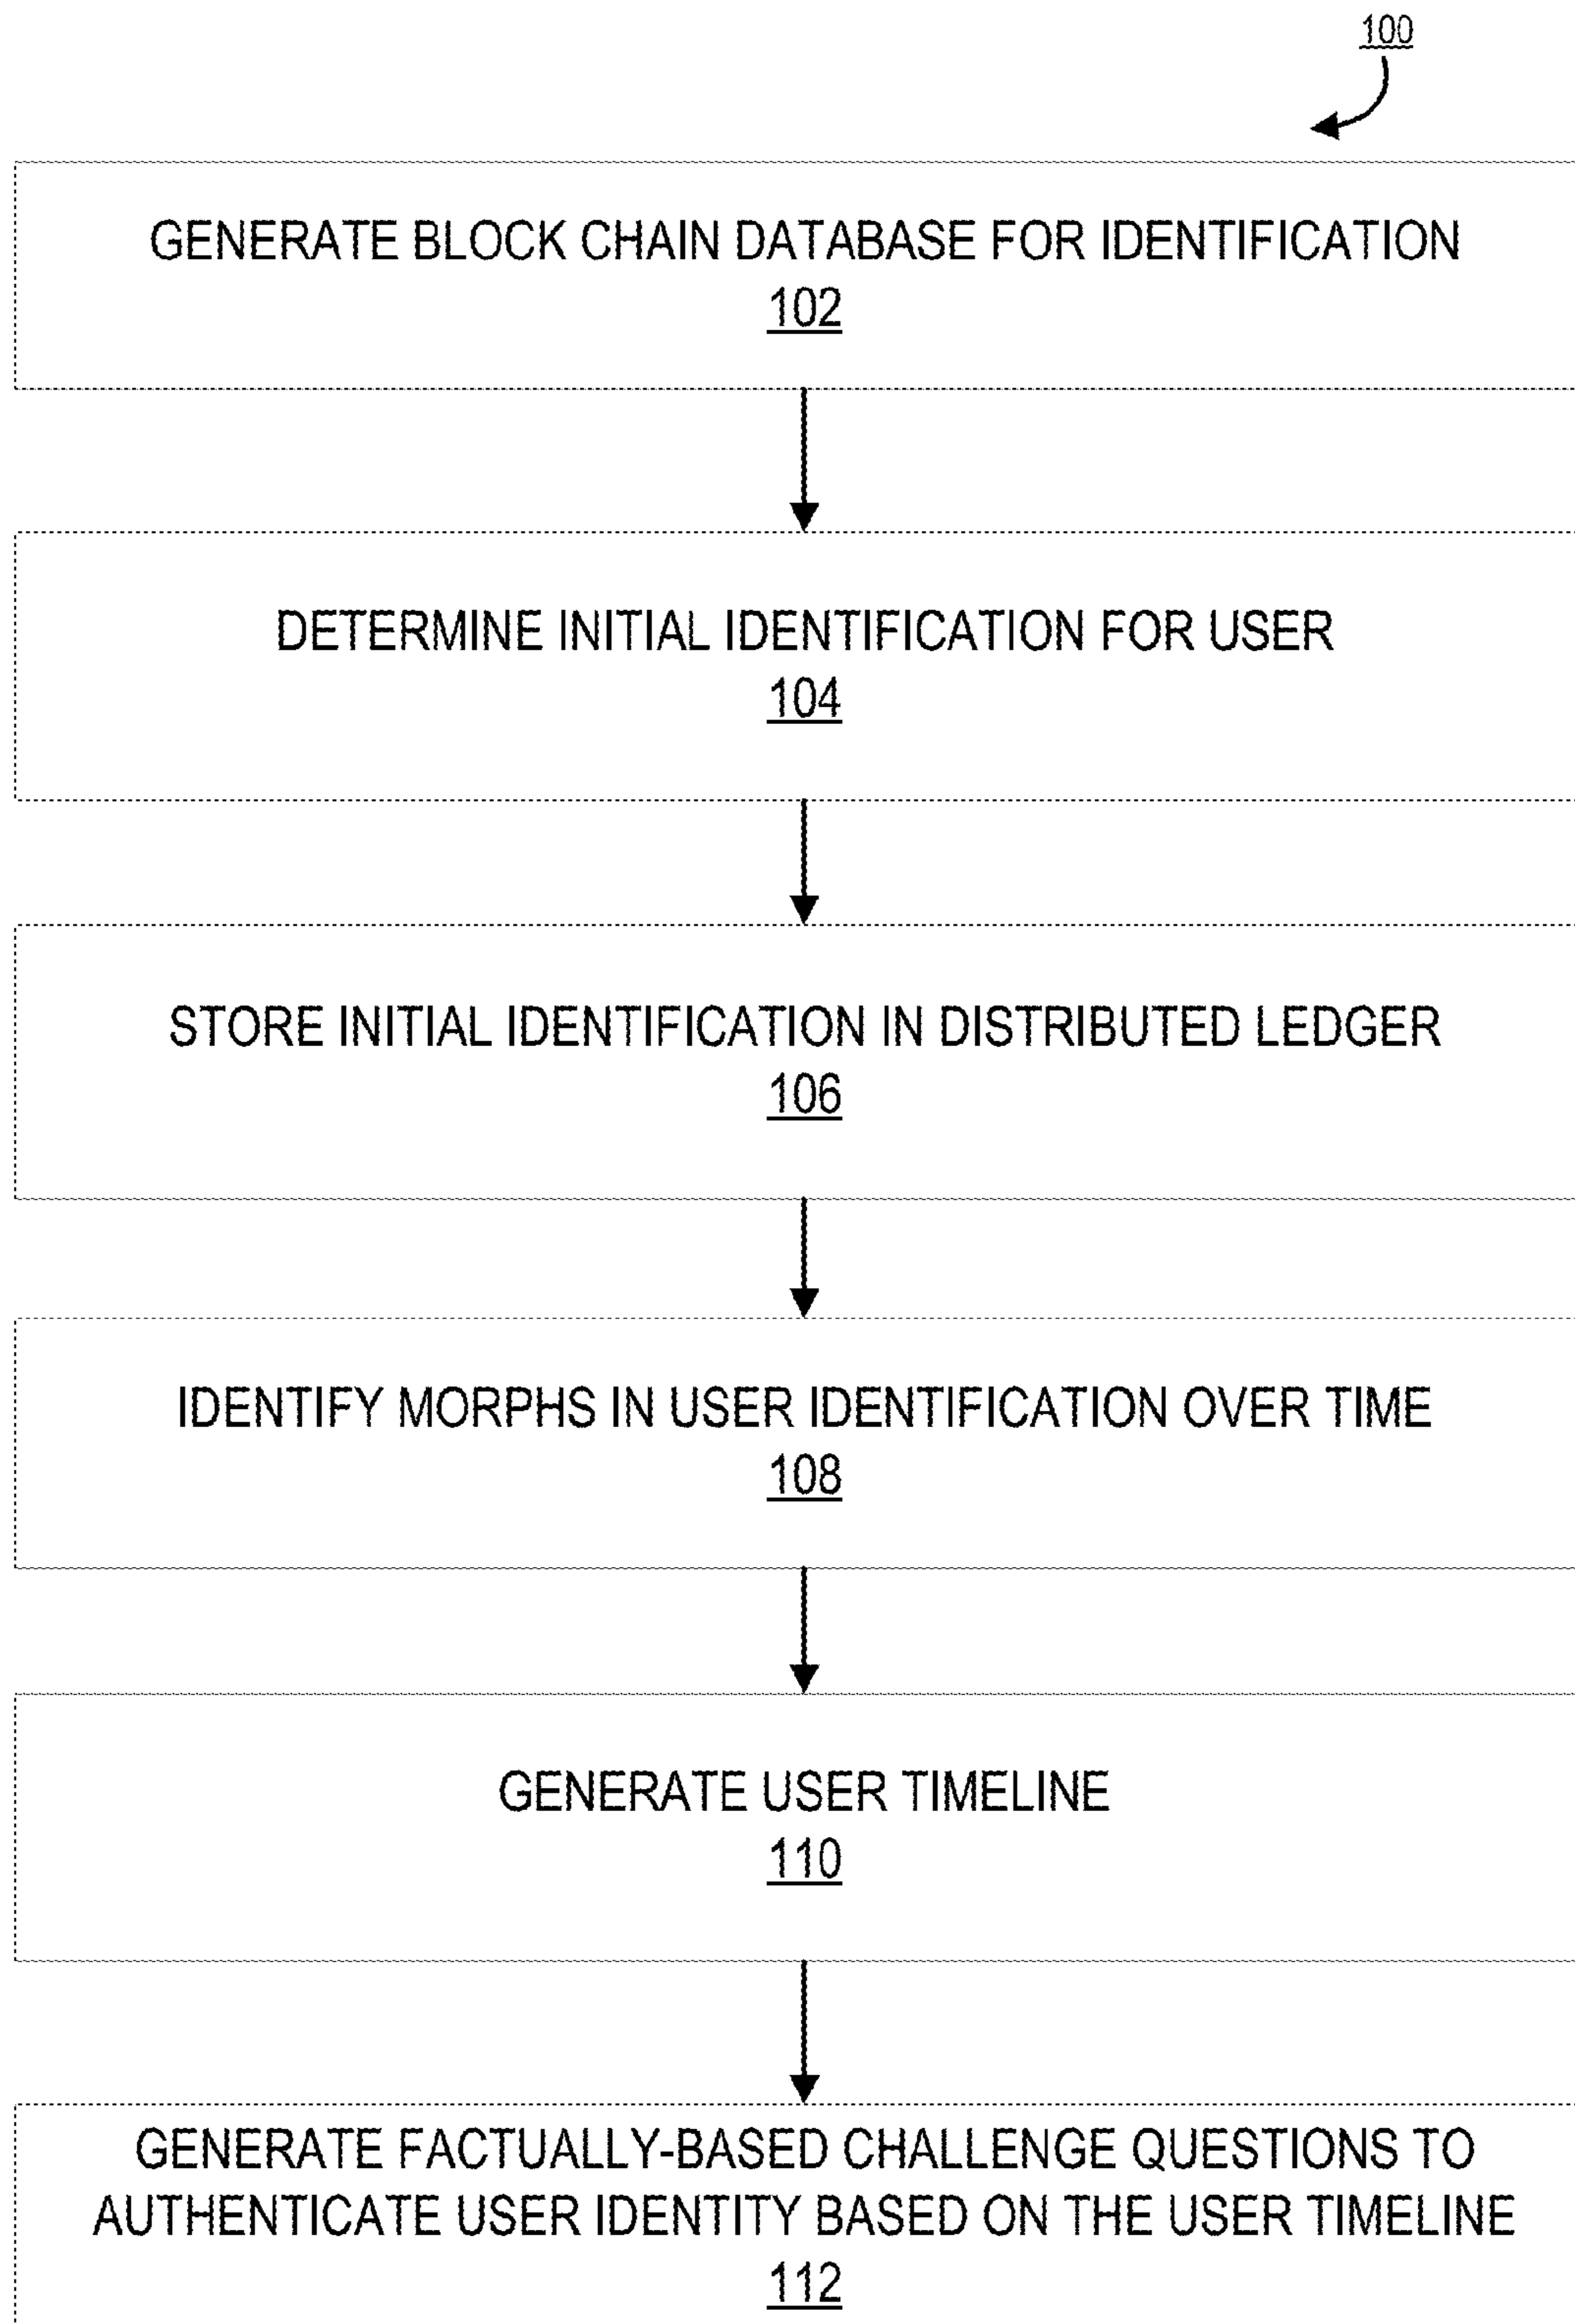 100
GENERATE BLOCK CHAIN DATABASE FOR IDENTIFICATION
102
DETERMINE INITIAL IDENTIFICATION FOR USER
104
STORE INITIAL IDENTIFICATION IN DISTRIBUTED LEDGER
106
IDENTIFY MORPHS IN USER IDENTIFICATION OVER TIME
108
GENERATE USER TIMELINE
110
GENERATE FACTUALLY-BASED CHALLENGE QUESTIONS TO
AUTHENTICATE USER IDENTITY BASED ON THE USER TIMELINE
112